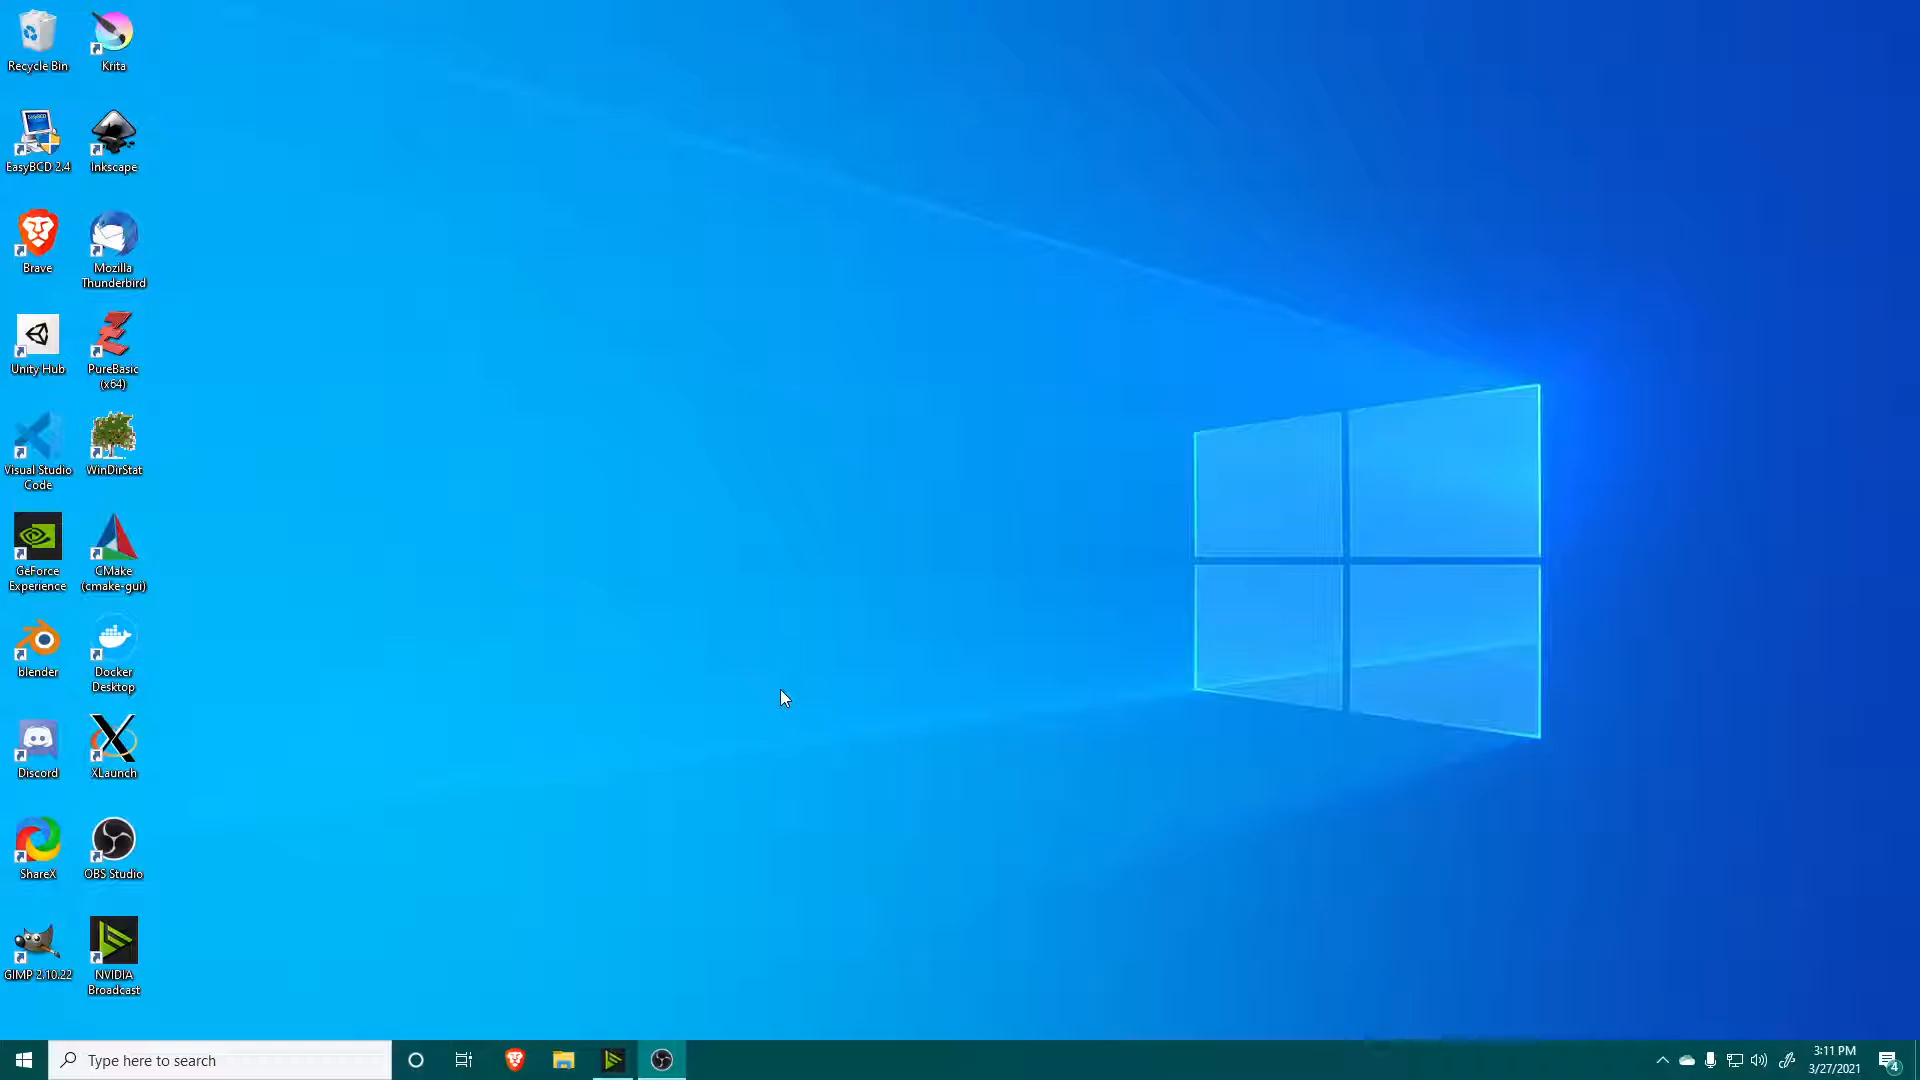 Recycle Bin
Krita
EasyBCD 2.4
Inkscape
Brave
Mozilla
Thunderbird
Unity Hub
PureBasic
(x64)
Visual Studio
Code
WinDirStat
GeForce
Experience
CMake
(cmake-gui)
blender
Docker
Desktop
Discord
XLaunch
ShareX
OBS Studio
GIMP 2.10.22
NVIDIA
Broadcast
Type here to search
3:11 PM
3/27/2021
4